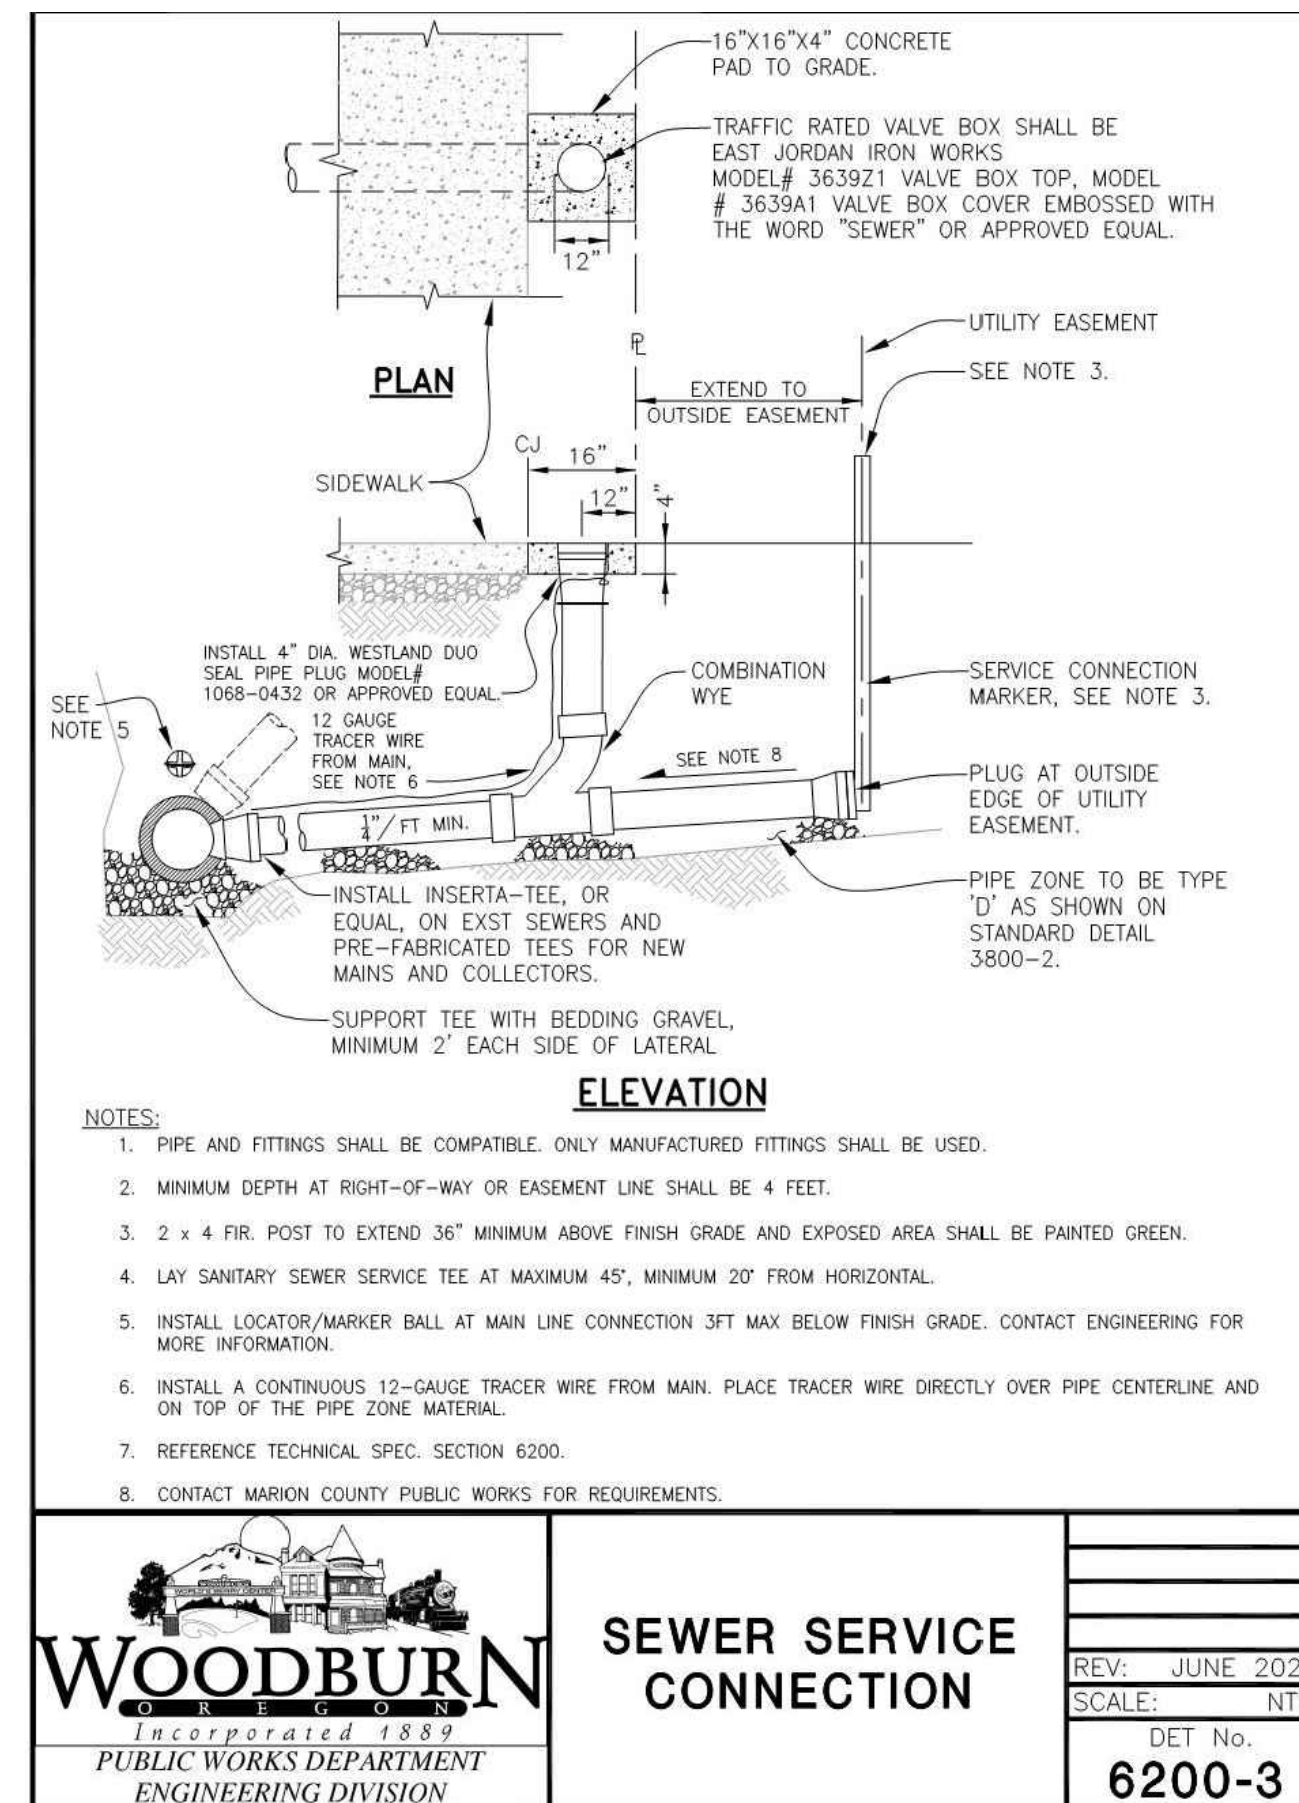 16"X16"X4" CONCRETE
PAD TO GRADE.
TRAFFIC RATED VALVE BOX SHALL BE
EAST JORDAN IRON WORKS
MODEL# 3639Z1 VALVE BOX TOP, MODEL
# 3639A1 VALVE BOX COVER EMBOSSED WITH
THE WORD "SEWER" OR APPROVED EQUAL.
12"
UTILITY EASEMENT
PL
SEE NOTE 3.
PLAN
EXTEND TO
OUTSIDE EASEMENT
CJ
16"
SIDEWALK
12"
4"
INSTALL 4" DIA. WESTLAND DUO
SEAL PIPE PLUG MODEL#
1068-0432 OR APPROVED EQUAL.
COMBINATION
WYE
SERVICE CONNECTION
MARKER, SEE NOTE 3.
SEE
NOTE 5
12 GAUGE
TRACER WIRE
FROM MAIN,
SEE NOTE 6
SEE NOTE 8
PLUG AT OUTSIDE
EDGE OF UTILITY
EASEMENT.
1/4"/FT MIN.
INSTALL INSERTA-TEE, OR
EQUAL, ON EXST SEWERS AND
PRE-FABRICATED TEES FOR NEW
MAINS AND COLLECTORS.
PIPE ZONE TO BE TYPE
'D' AS SHOWN ON
STANDARD DETAIL
3800-2.
SUPPORT TEE WITH BEDDING GRAVEL,
MINIMUM 2' EACH SIDE OF LATERAL
ELEVATION
NOTES:
1. PIPE AND FITTINGS SHALL BE COMPATIBLE. ONLY MANUFACTURED FITTINGS SHALL BE USED.
2. MINIMUM DEPTH AT RIGHT-OF-WAY OR EASEMENT LINE SHALL BE 4 FEET.
3. 2 x 4 FIR. POST TO EXTEND 36" MINIMUM ABOVE FINISH GRADE AND EXPOSED AREA SHALL BE PAINTED GREEN.
4. LAY SANITARY SEWER SERVICE TEE AT MAXIMUM 45°, MINIMUM 20° FROM HORIZONTAL.
5. INSTALL LOCATOR/MARKER BALL AT MAIN LINE CONNECTION 3FT MAX BELOW FINISH GRADE. CONTACT ENGINEERING FOR
MORE INFORMATION.
6. INSTALL A CONTINUOUS 12-GAUGE TRACER WIRE FROM MAIN. PLACE TRACER WIRE DIRECTLY OVER PIPE CENTERLINE AND
ON TOP OF THE PIPE ZONE MATERIAL.
7. REFERENCE TECHNICAL SPEC. SECTION 6200.
8. CONTACT MARION COUNTY PUBLIC WORKS FOR REQUIREMENTS.
WORLD'S BERRY CENTER
WOODBURN
OREGON
Incorporated 1889
PUBLIC WORKS DEPARTMENT
ENGINEERING DIVISION
SEWER SERVICE
CONNECTION
REV: JUNE 202
SCALE: NT
DET No.
6200-3